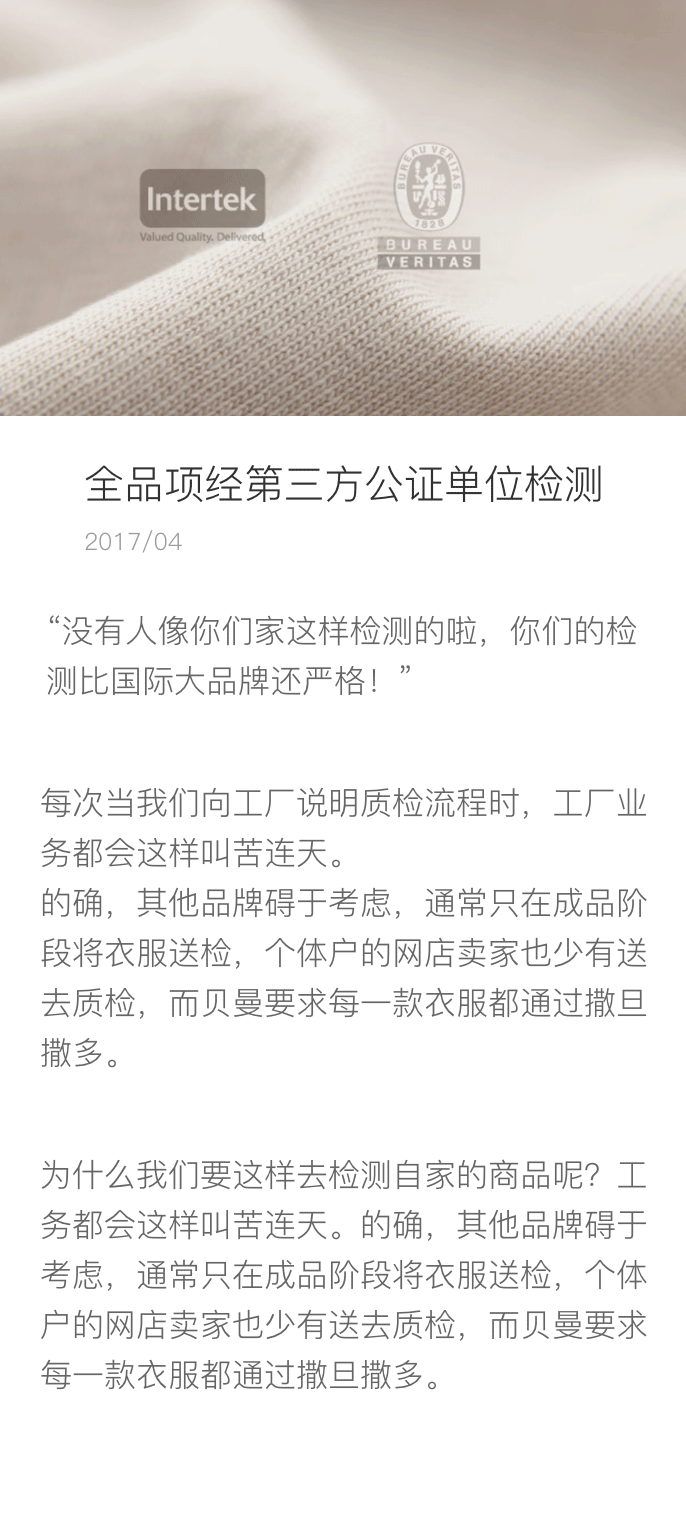 Intertek
Valued Quality. Delivered.
BUREAU VERITAS
1828
BUREAU
VERITAS
全品项经第三方公证单位检测
2017/04
“没有人像你们家这样检测的啦，你们的检
测比国际大品牌还严格！”
每次当我们向工厂说明质检流程时，工厂业
务都会这样叫苦连天。
的确，其他品牌碍于考虑，通常只在成品阶
段将衣服送检，个体户的网店卖家也少有送
去质检，而贝曼要求每一款衣服都通过撒旦
撒多。
为什么我们要这样去检测自家的商品呢？工
务都会这样叫苦连天。的确，其他品牌碍于
考虑，通常只在成品阶段将衣服送检，个体
户的网店卖家也少有送去质检，而贝曼要求
每一款衣服都通过撒旦撒多。